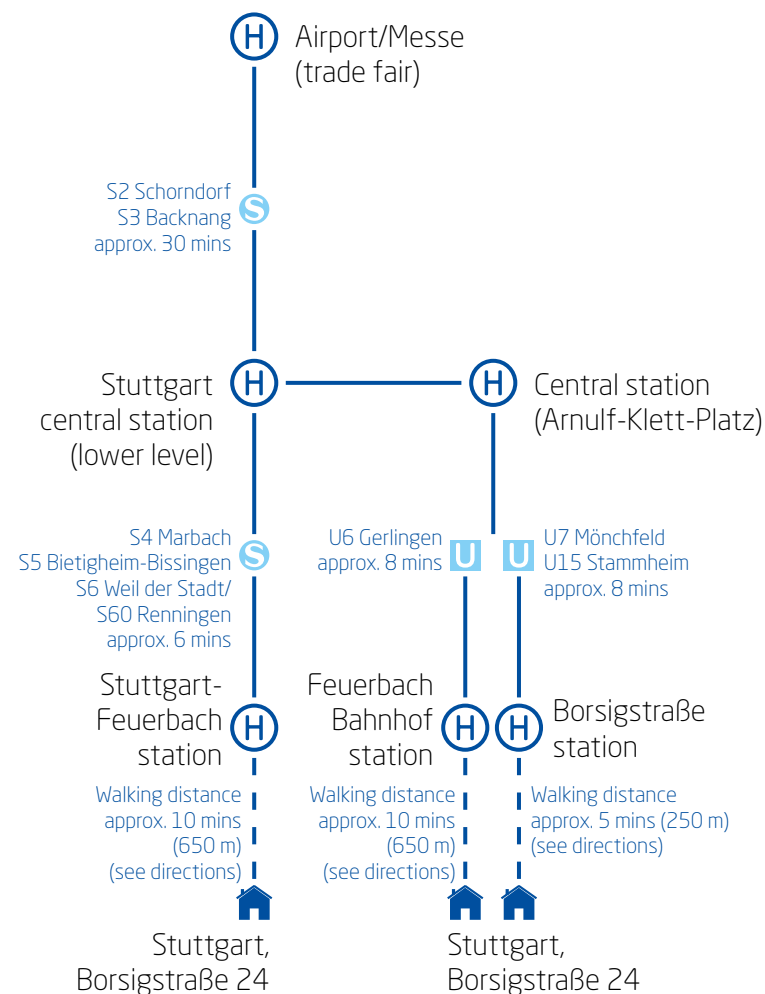 H
Airport/Messe
(trade fair)
S2 Schorndorf
S3 Backnang
approx. 30 mins
S
Stuttgart
central station
(lower level)
H
H
Central station
(Arnulf-Klett-Platz)
S4 Marbach
S5 Bietigheim-Bissingen
S6 Weil der Stadt/
S60 Renningen
approx. 6 mins
S
U6 Gerlingen
approx. 8 mins
U
U
U7 Mönchfeld
U15 Stammheim
approx. 8 mins
Stuttgart-
Feuerbach
station
H
Feuerbach
Bahnhof
station
H
H
Borsigstraße
station
Walking distance
approx. 10 mins
(650 m)
(see directions)
Walking distance
approx. 10 mins
(650 m)
(see directions)
Walking distance
approx. 5 mins (250 m)
(see directions)
Stuttgart,
Borsigstraße 24
Stuttgart,
Borsigstraße 24